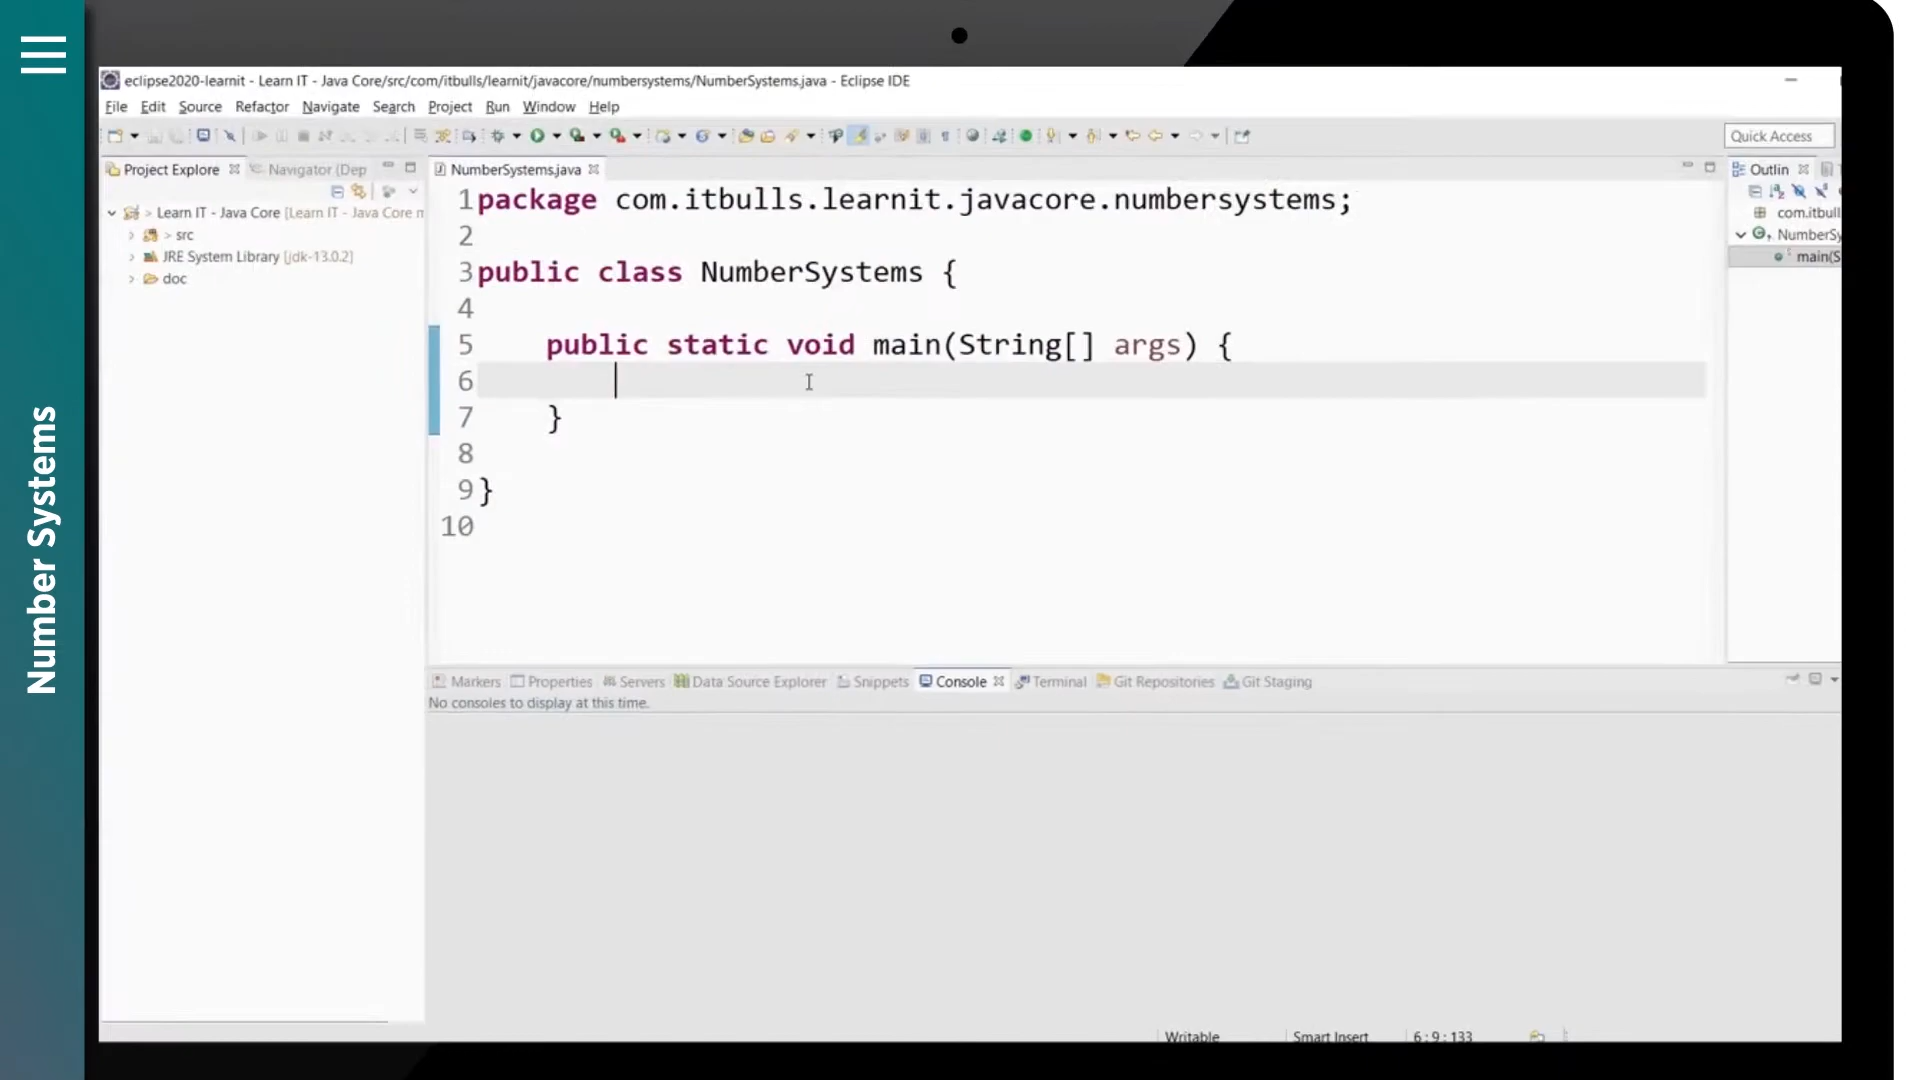 Number Systems
eclipse2020-learnit - Learn IT - Java Core/src/com/itbulls/learnit/javacore/numbersystems/NumberSystems.java - Eclipse IDE
File Edit Source Refactor Navigate Search Project Run Window Help
Quick Access
Project Explore Navigator (Dep
NumberSystems.java
Outlin
Learn IT - Java Core [Learn IT - Java Core m
> src
JRE System Library [jdk-13.0.2]
doc
1 package com.itbulls.learnit.javacore.numbersystems;
2
3 public class NumberSystems {
4
5 public static void main(String[] args) {
6
7 }
8
9 }
10
com.itbull
NumberSy
main(S
Markers Properties Servers Data Source Explorer Snippets Console Terminal Git Repositories Git Staging
No consoles to display at this time.
Writable Smart Insert 6 : 9 : 133